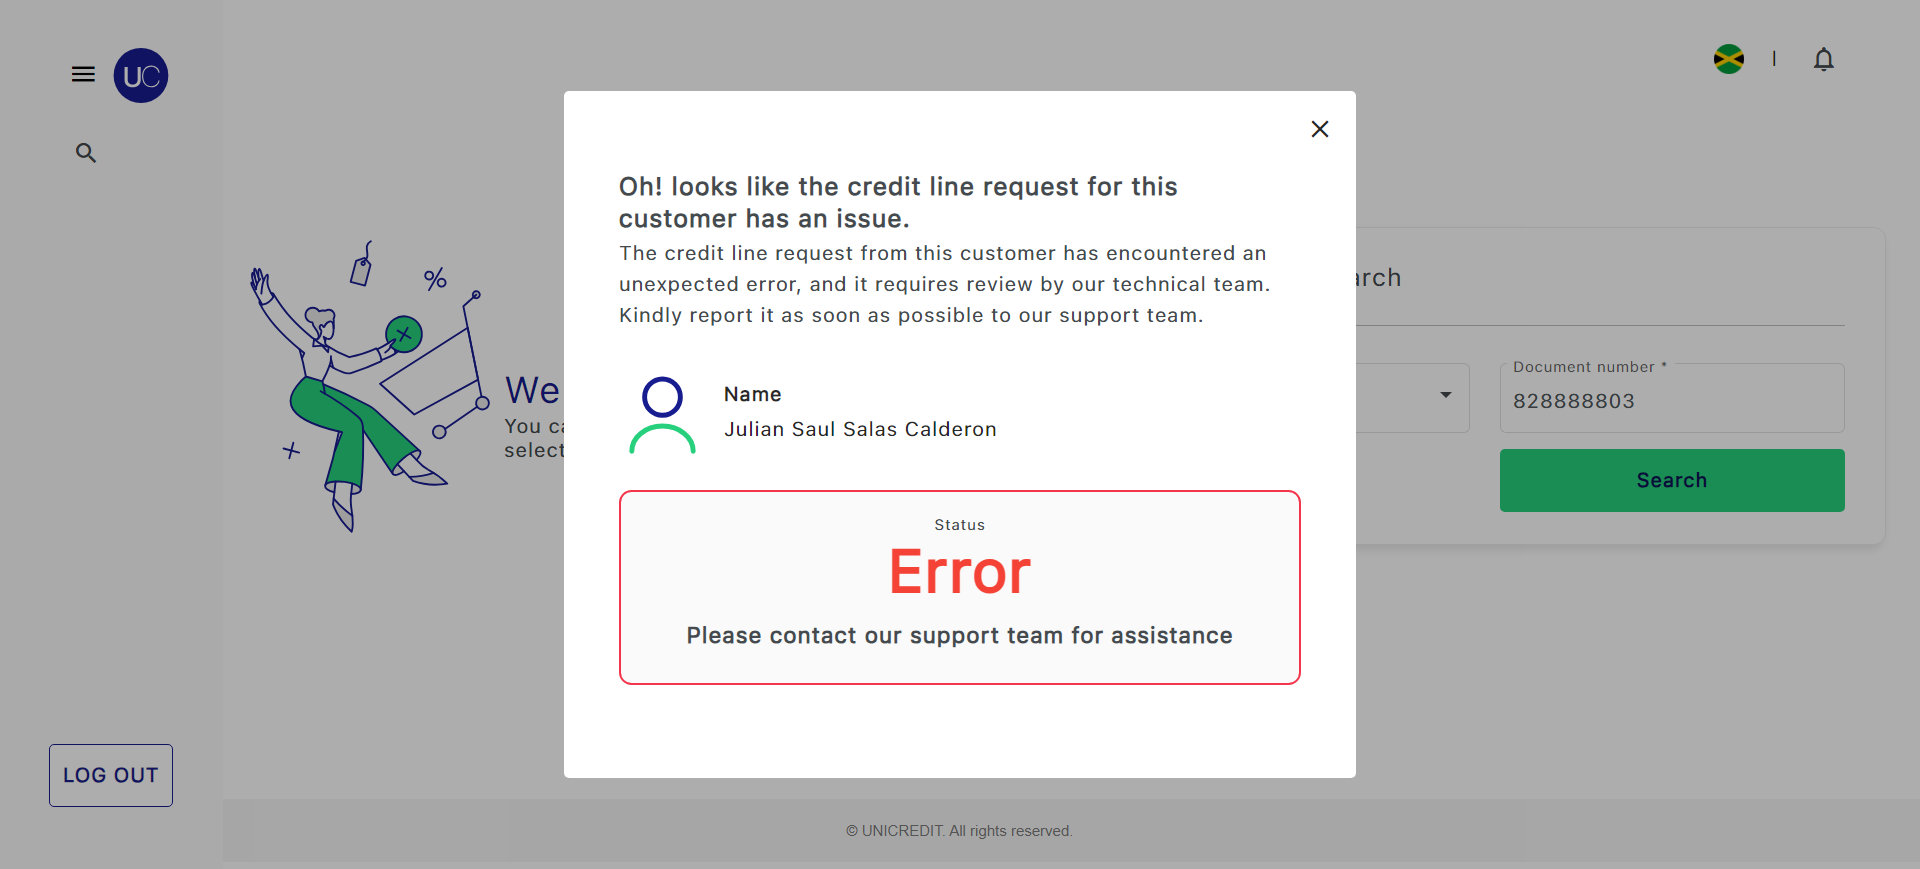 UC
Oh! looks like the credit line request for this
customer has an issue.
The credit line request from this customer has encountered an
unexpected error, and it requires review by our technical team.
Kindly report it as soon as possible to our support team.
Name
Julian Saul Salas Calderon
Status
Error
Please contact our support team for assistance
%
We
You
select
arch
Document number *
828888803
Search
LOG OUT
© UNICREDIT. All rights reserved.